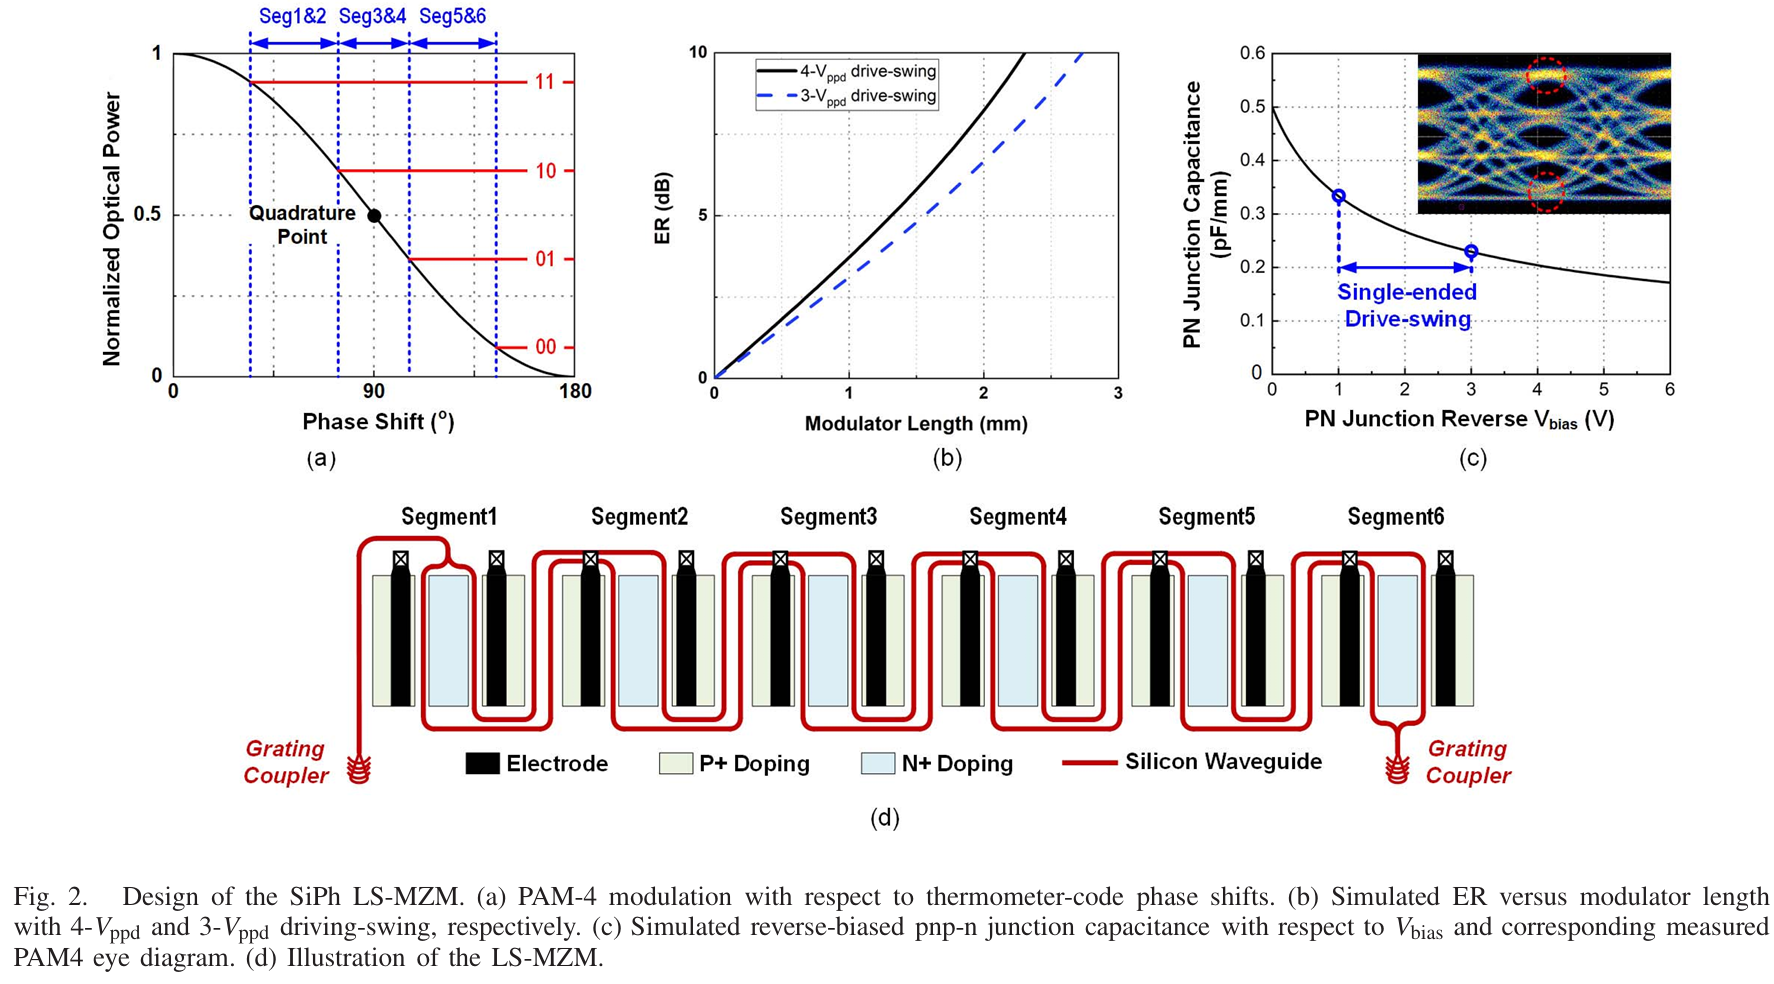 Seg1&2 Seg3&4 Seg5&6
1
11
10
0.5
Quadrature
Point
01
00
0
0 90 180
Normalized Optical Power
Phase Shift (°)
(a)
10
4-Vppd drive-swing
3-Vppd drive-swing
5
0
0 1 2 3
ER (dB)
Modulator Length (mm)
(b)
0.6
0.5
0.4
0.3
0.2
0.1
0
Single-ended
Drive-swing
0 1 2 3 4 5 6
PN Junction Capacitance
(pF/mm)
PN Junction Reverse Vbias (V)
(c)
Segment1 Segment2 Segment3 Segment4 Segment5 Segment6
Grating
Coupler
Electrode P+ Doping N+ Doping Silicon Waveguide
Grating
Coupler
(d)
Fig. 2. Design of the SiPh LS-MZM. (a) PAM-4 modulation with respect to thermometer-code phase shifts. (b) Simulated ER versus modulator length
with 4-Vppd and 3-Vppd driving-swing, respectively. (c) Simulated reverse-biased pnp-n junction capacitance with respect to Vbias and corresponding measured
PAM4 eye diagram. (d) Illustration of the LS-MZM.